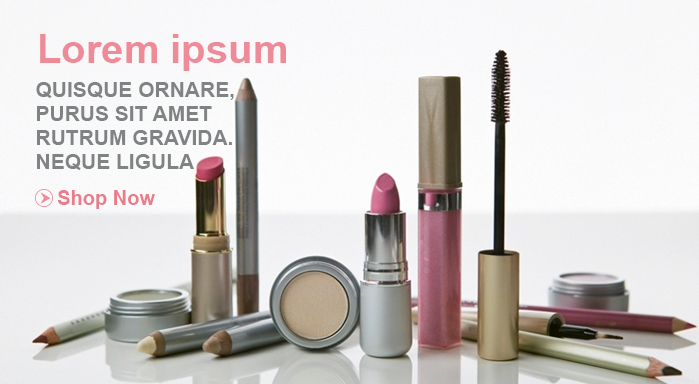 Lorem ipsum
QUISQUE ORNARE,
PURUS SIT AMET
RUTRUM GRAVIDA.
NEQUE LIGULA
Shop Now